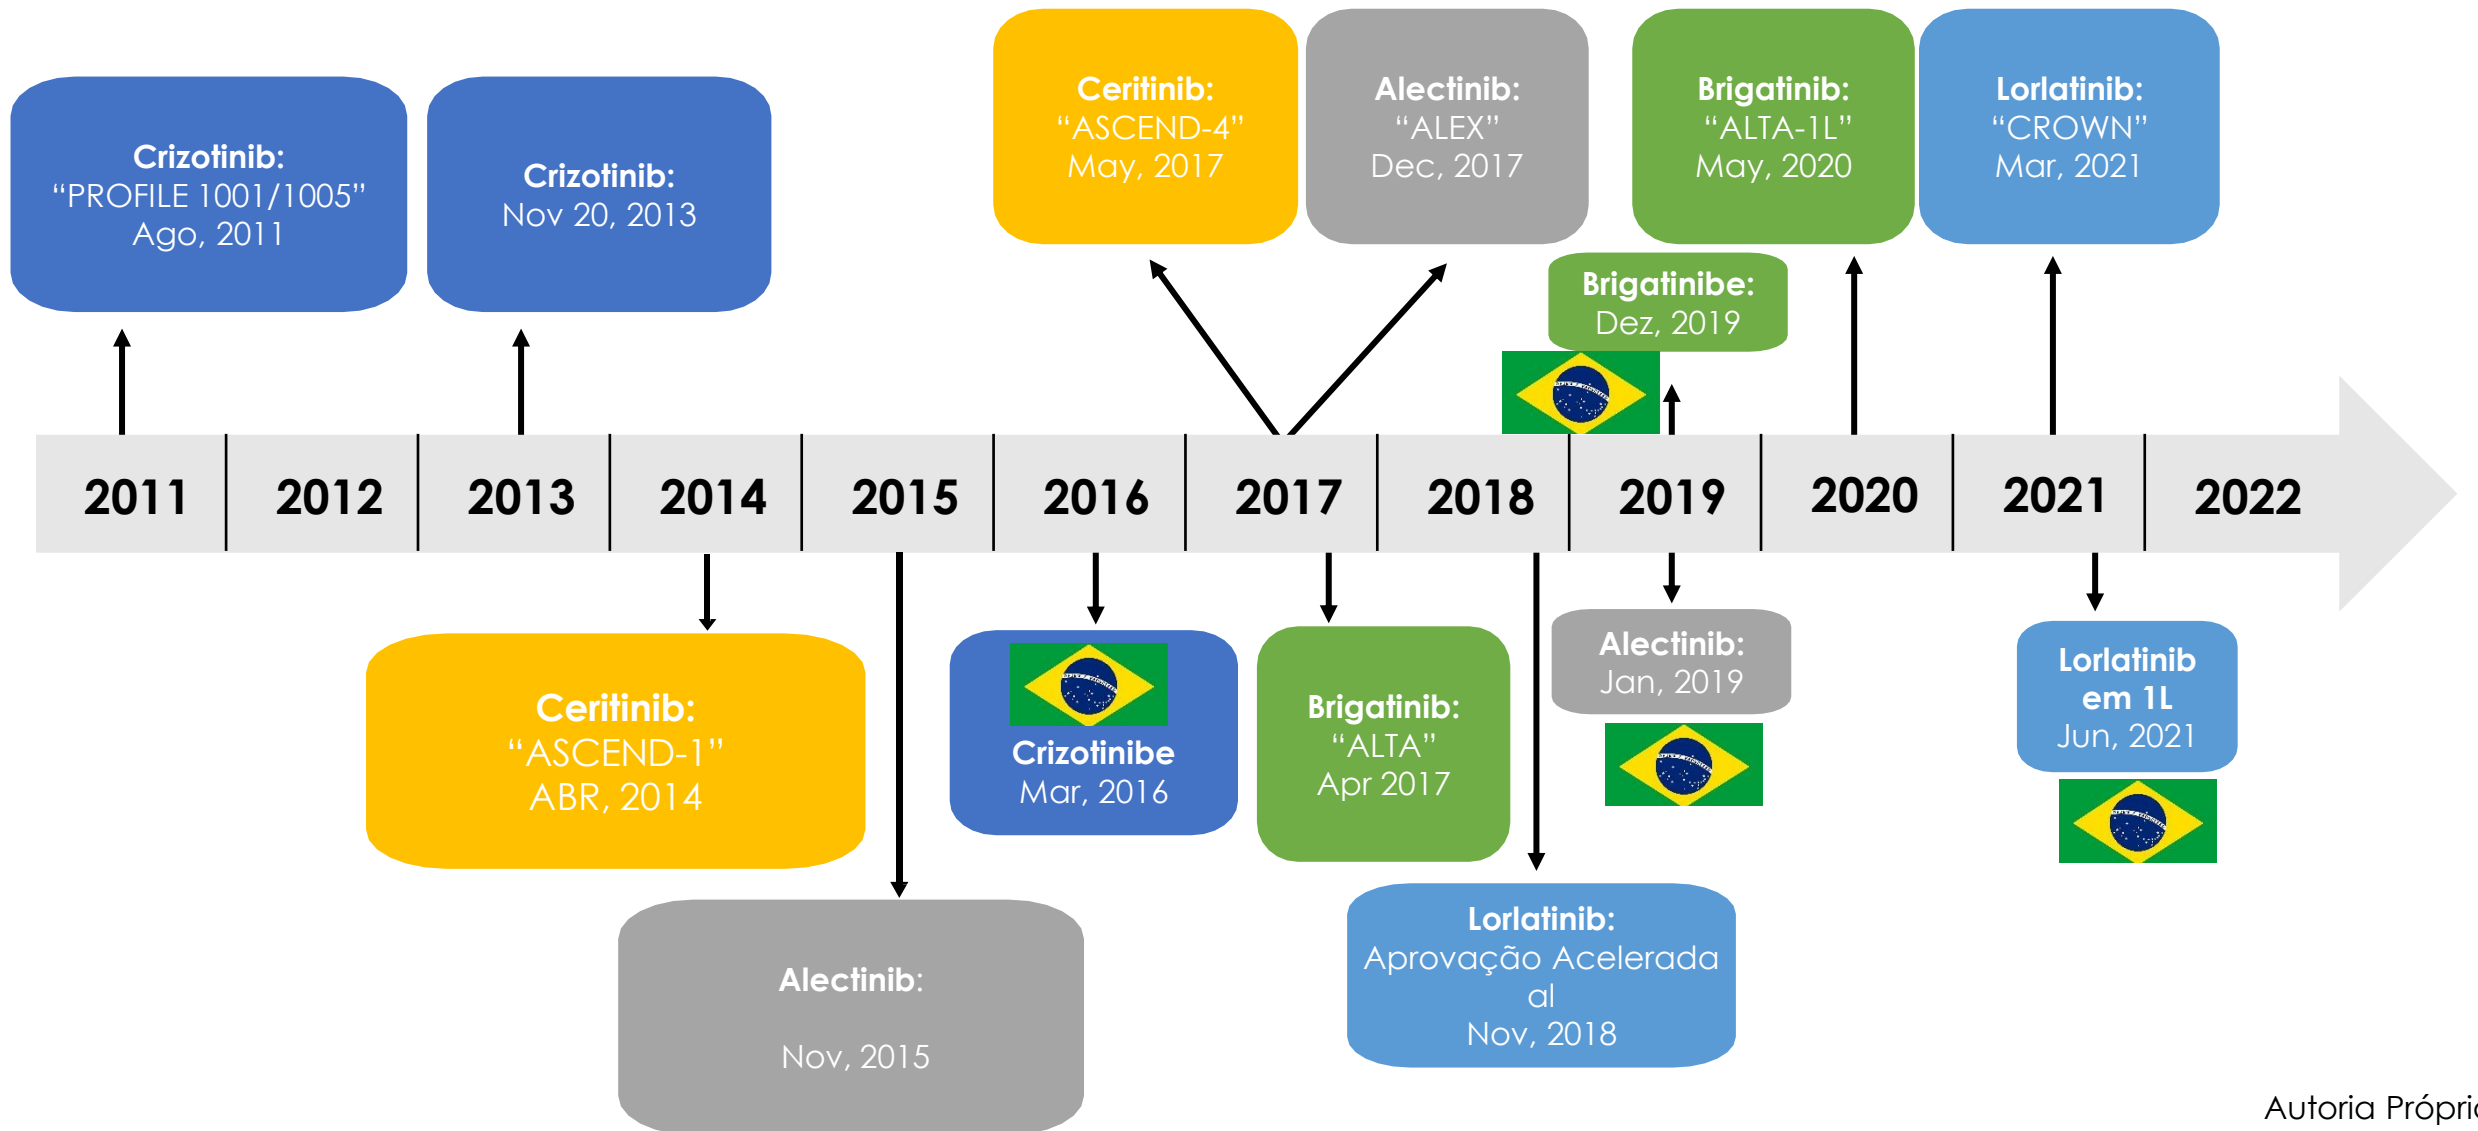 Crizotinib:
“PROFILE 1001/1005”
Ago, 2011
Crizotinib:
Nov 20, 2013
Ceritinib:
“ASCEND-4”
May, 2017
Alectinib:
“ALEX”
Dec, 2017
Brigatinib:
“ALTA-1L”
May, 2020
Lorlatinib:
“CROWN”
Mar, 2021
Brigatinibe:
Dez, 2019
2011 2012 2013 2014 2015 2016 2017 2018 2019 2020 2021 2022
Ceritinib:
“ASCEND-1”
ABR, 2014
Alectinib:
Nov, 2015
Crizotinibe
Mar, 2016
Brigatinib:
“ALTA”
Apr 2017
Lorlatinib:
Aprovação Acelerada
al
Nov, 2018
Alectinib:
Jan, 2019
Lorlatinib
em 1L
Jun, 2021
Autoria Própria